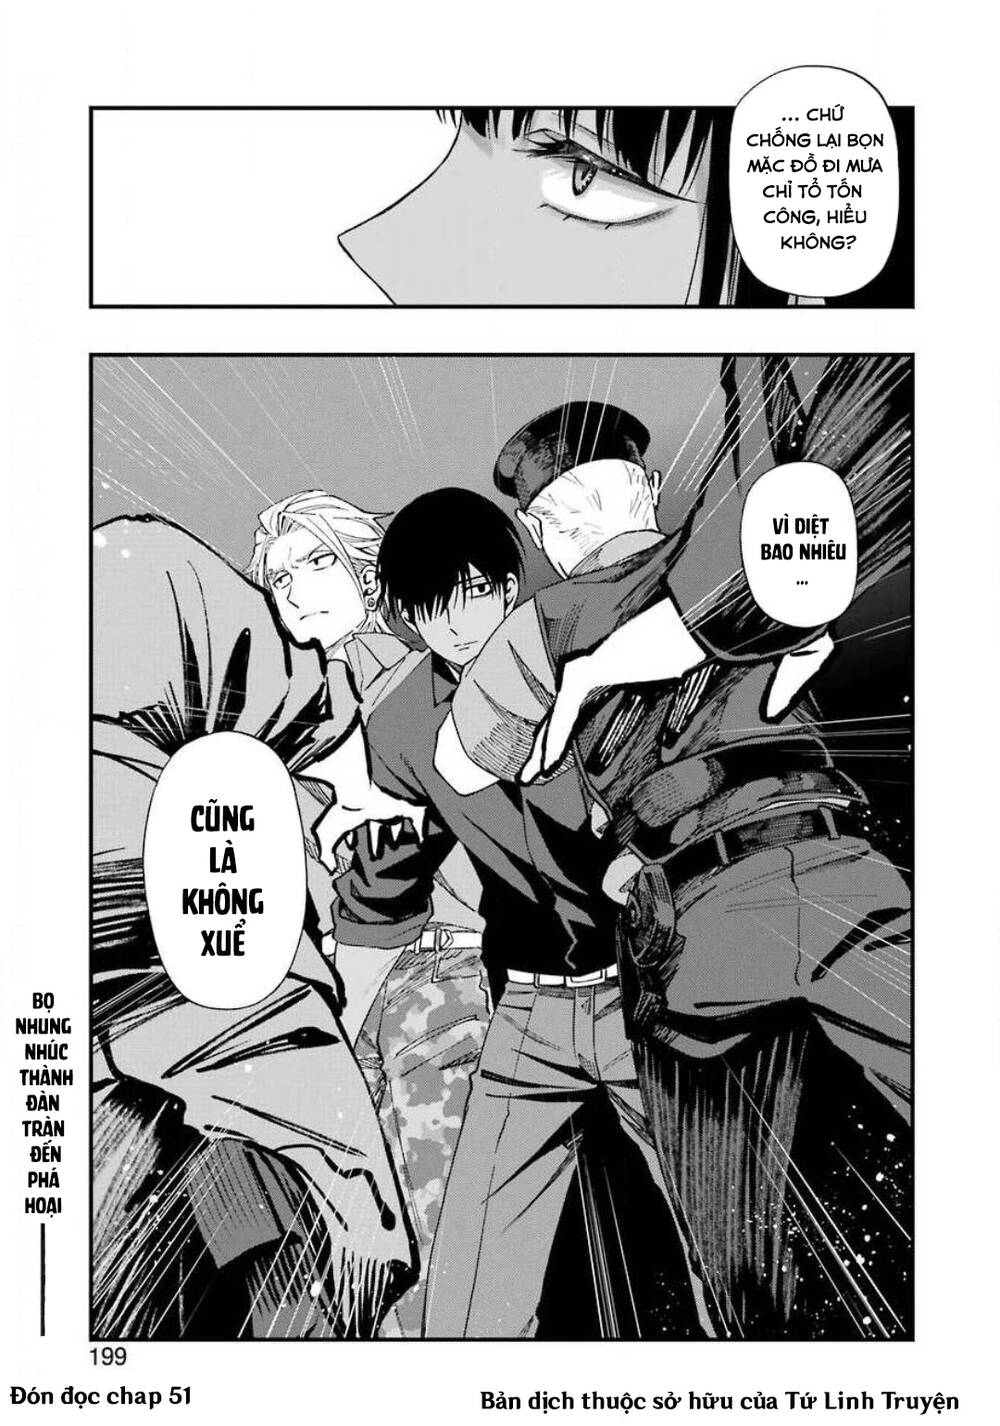 ... CHỨ
CHỐNG LẠI BỌN
MẶC ĐỒ ĐI MƯA
CHỈ TỔ TỐN
CÔNG, HIỂU
KHÔNG?
VÌ DIỆT
BAO NHIÊU
...
CŨNG
LÀ
KHÔNG
XUỂ
BỌ
NHUNG
NHÚC
THÀNH
ĐÀN
TRÀN
ĐẾN
PHÁ
HOẠI
199
Đón đọc chap 51
Bản dịch thuộc sở hữu của Tứ Linh Truyện